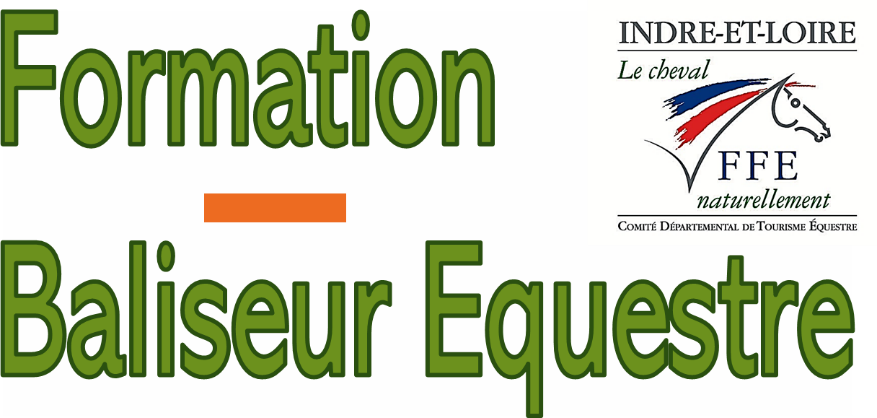 Formation
Baliseur Equestre
INDRE-ET-LOIRE
Le cheval
FFE
naturellement
COMITÉ DÉPARTEMENTAL DE TOURISME ÉQUESTRE